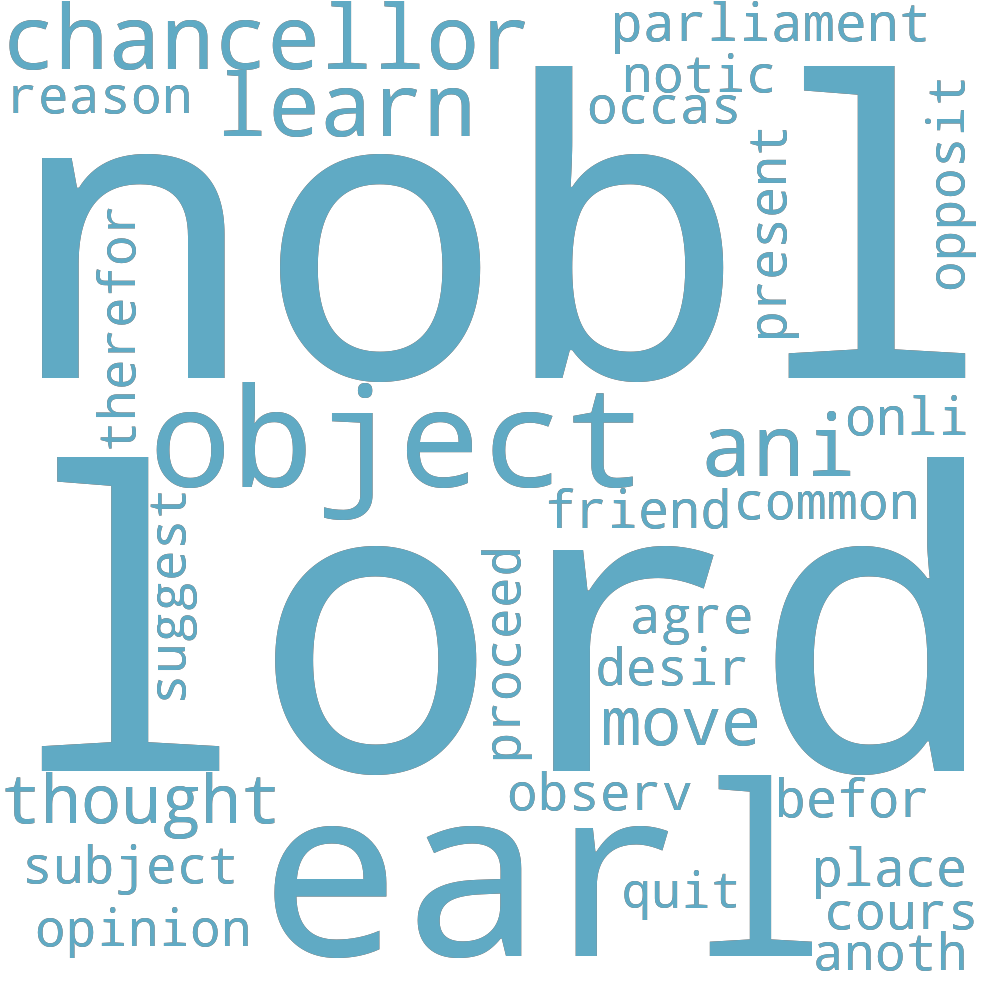 chancellor
parliament
reason
learn
notic
occas
opposit
present
nobl
therefor
object
ani
onli
suggest
friend
common
lord
proceed
agre
desir
move
thought
observ
befor
earl
subject
quit
place
opinion
cours
anoth